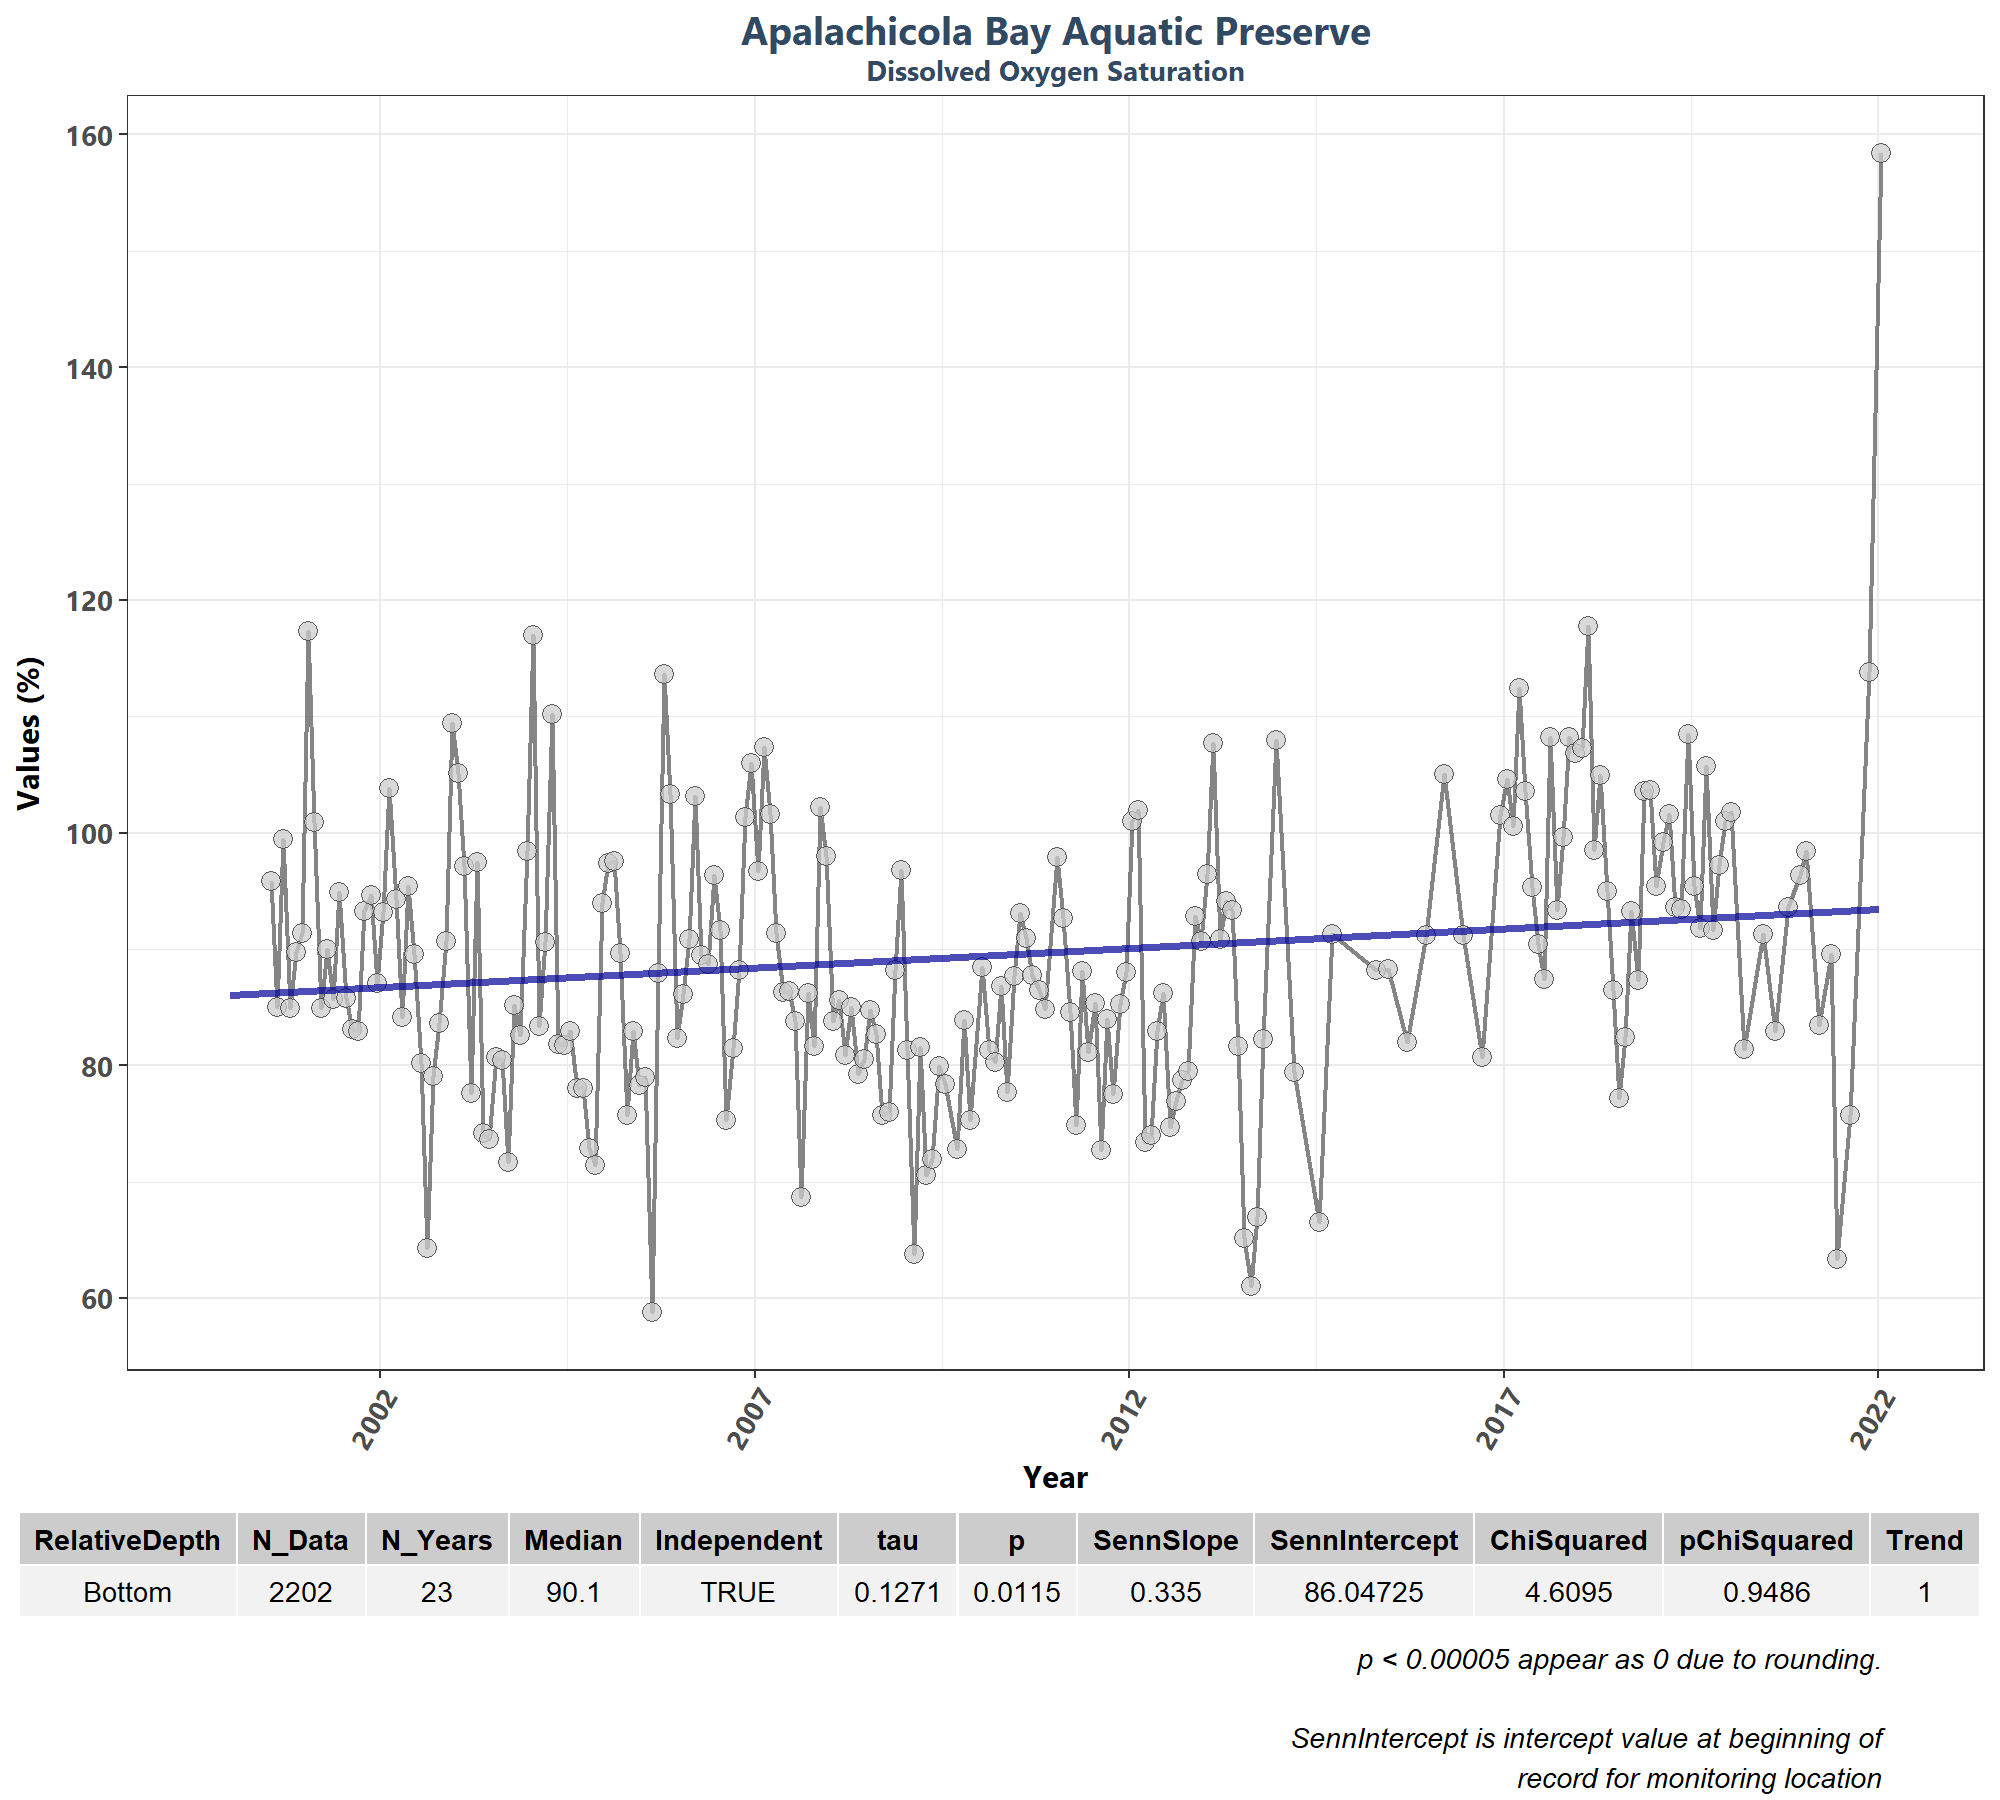 Apalachicola Bay Aquatic Preserve
Dissolved Oxygen Saturation
160
140
120
100
80
60
Values (%)
2002 2007 2012 2017 2022
Year
RelativeDepth N_Data N_Years Median Independent tau p SennSlope SennIntercept ChiSquared pChiSquared Trend
Bottom 2202 23 90.1 TRUE 0.1271 0.0115 0.335 86.04725 4.6095 0.9486 1
p < 0.00005 appear as 0 due to rounding.
SennIntercept is intercept value at beginning of
record for monitoring location